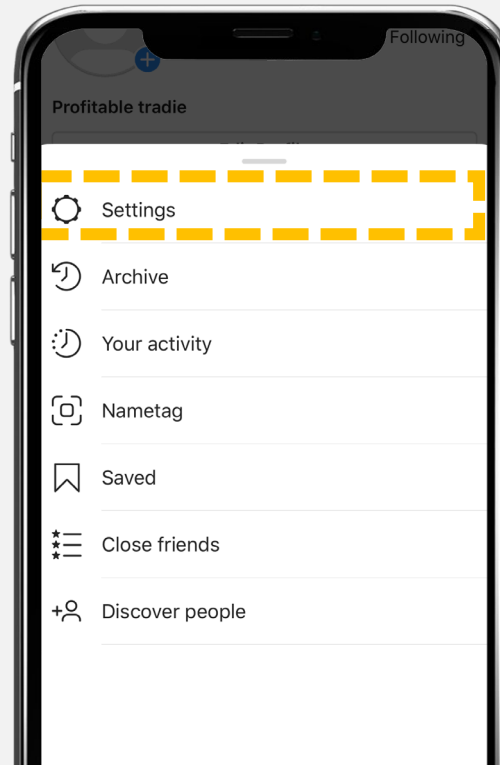 Following
Profitable tradie
Settings
Archive
Your activity
Nametag
Saved
Close friends
Discover people